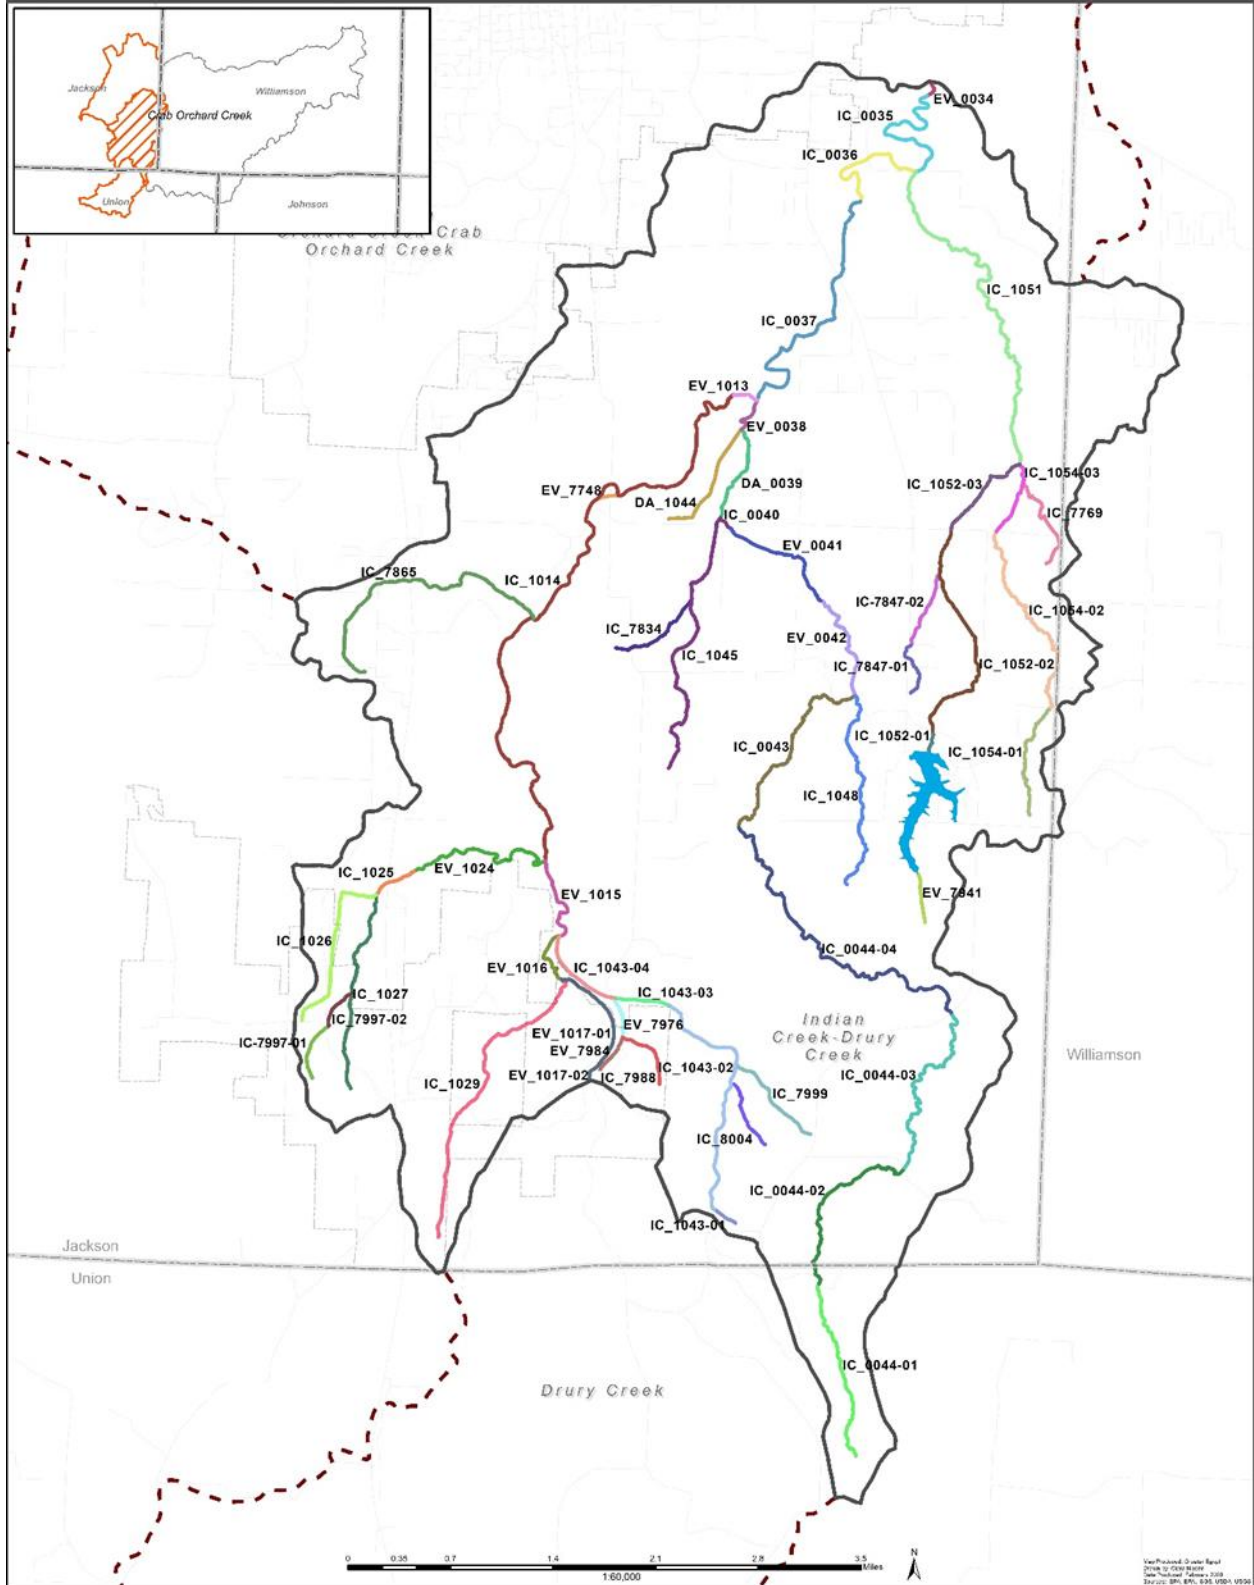 Jackson
Williamson
Crab Orchard Creek
Union
Johnson
Crab
Orchard Creek
EV_0034
IC_0035
IC_0036
IC_1051
IC_0037
EV_1013
EV_0038
IC_1054-03
IC_1052-03
EV_7748
DA_1044
DA_0039
IC_0040
IC_7769
EV_0041
IC_7865
IC_1014
IC-7847-02
IC_1054-02
IC_7834
EV_0042
IC_1045
IC_7847-01
IC_1052-02
IC_0043
IC_1052-01
IC_1054-01
IC_1048
IC_1025
EV_1024
EV_1015
EV_7941
IC_1026
EV_1016
IC_1043-04
IC_0044-04
IC_1027
IC_1043-03
IC_7997-02
Indian
Creek-Drury
Creek
EV_1017-01
EV_7976
IC-7997-01
EV_7984
Williamson
EV_1017-02
IC_7988
IC_1043-02
IC_0044-03
IC_1029
IC_7999
IC_8004
IC_0044-02
IC_1043-01
Jackson
Union
IC_0044-01
Drury Creek
0 0.35 0.7 1.4 2.1 2.8 3.5
Miles
1:60,000
N